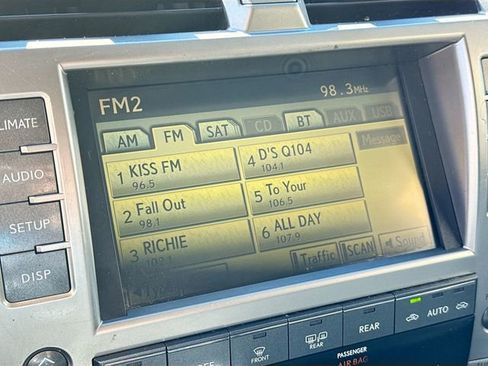 FM2
98.3MHz
AM FM SAT CD BT AUX USB
1 KISS FM
96.5
4 D'S Q104
104.1
Message
2 Fall Out
98.1
5 To Your
106.5
3 RICHIE
6 ALL DAY
107.9
Traffic SCAN Sound
CLIMATE
AUDIO
SETUP
DISP
OFF
REAR
REAR
AUTO
PASSENGER
AIR BAG